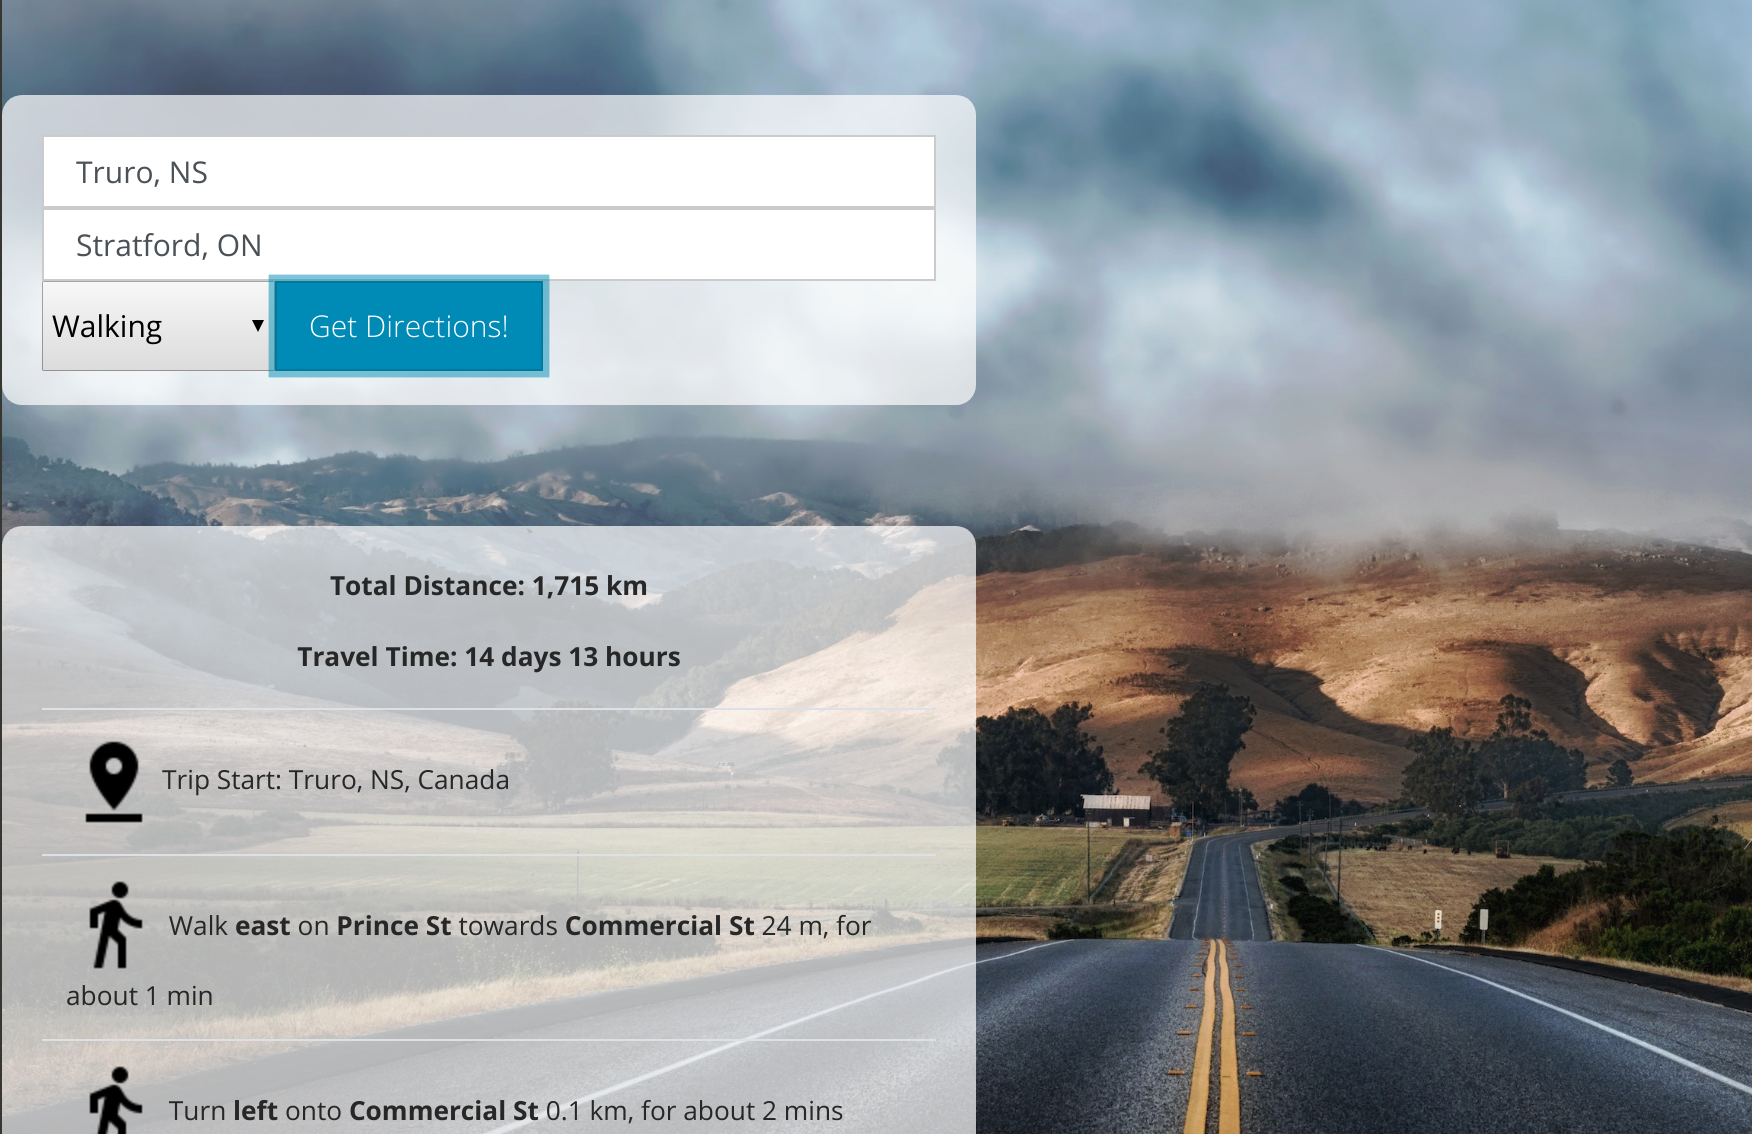 Truro, NS
Stratford, ON
Walking
Get Directions!
Total Distance: 1,715 km
Travel Time: 14 days 13 hours
Trip Start: Truro, NS, Canada
Walk east on Prince St towards Commercial St 24 m, for
about 1 min
Turn left onto Commercial St 0.1 km, for about 2 mins